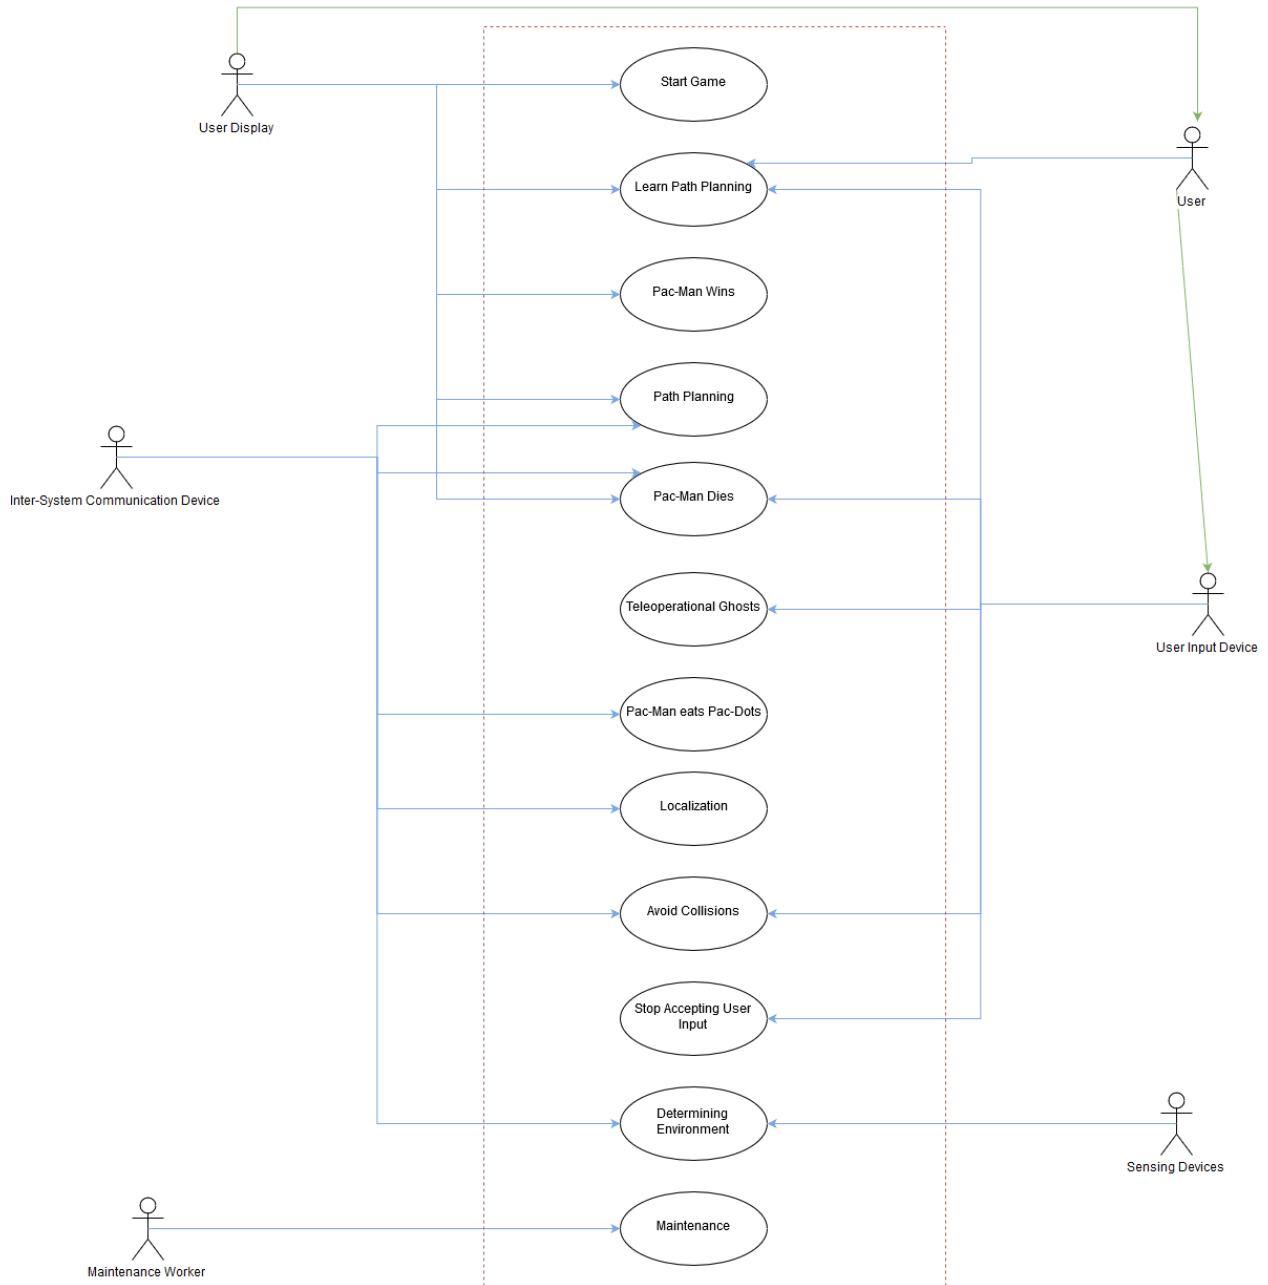 Start Game
User Display
Learn Path Planning
User
Pac-Man Wins
Path Planning
Inter-System Communication Device
Pac-Man Dies
Teleoperational Ghosts
User Input Device
Pac-Man eats Pac-Dots
Localization
Avoid Collisions
Stop Accepting User
Input
Determining
Environment
Sensing Devices
Maintenance
Maintenance Worker